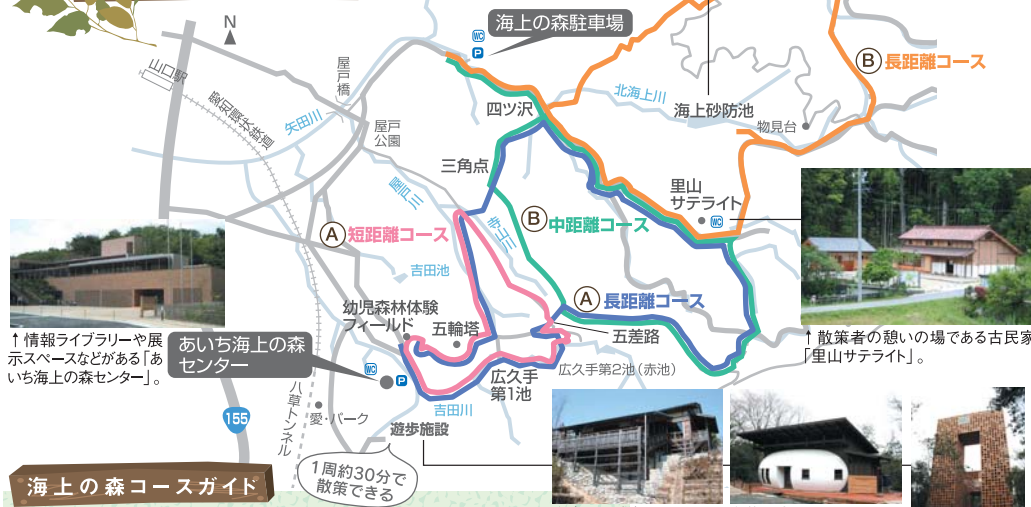 N
WC
P
海上の森駐車場
B 長距離コース
山口駅
愛知環状鉄道
屋戸橋
矢田川
屋戸
公園
四ツ沢
北海上川
海上砂防池
物見台
三角点
屋戸川
里山
サテライト
WC
A 短距離コース
寺山川
B 中距離コース
吉田池
A 長距離コース
幼児森林体験
フィールド
五輪塔
五差路
↑情報ライブラリーや展
示スペースなどがある「あ
いち海上の森センター」。
あいち海上の森
センター
WC
P
広久手
第1池
広久手第2池(赤池)
↑散策者の憩いの場である古民家
「里山サテライト」。
吉田川
八草トンネル
愛・パーク
155
遊歩施設
1周約30分で
散策できる
海上の森コースガイド